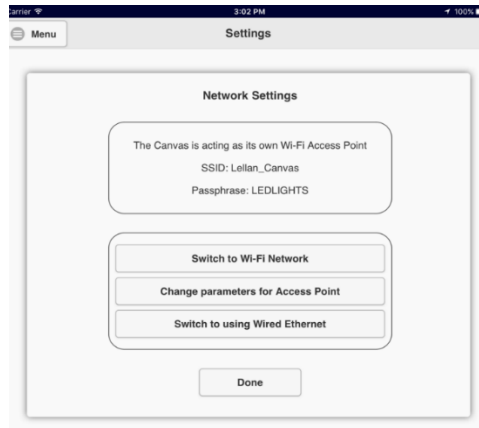 Carrier 3:02 PM 100%
Menu Settings
Network Settings
The Canvas is acting as its own Wi-Fi Access Point
SSID: Lellan_Canvas
Passphrase: LEDLIGHTS
Switch to Wi-Fi Network
Change parameters for Access Point
Switch to using Wired Ethernet
Done